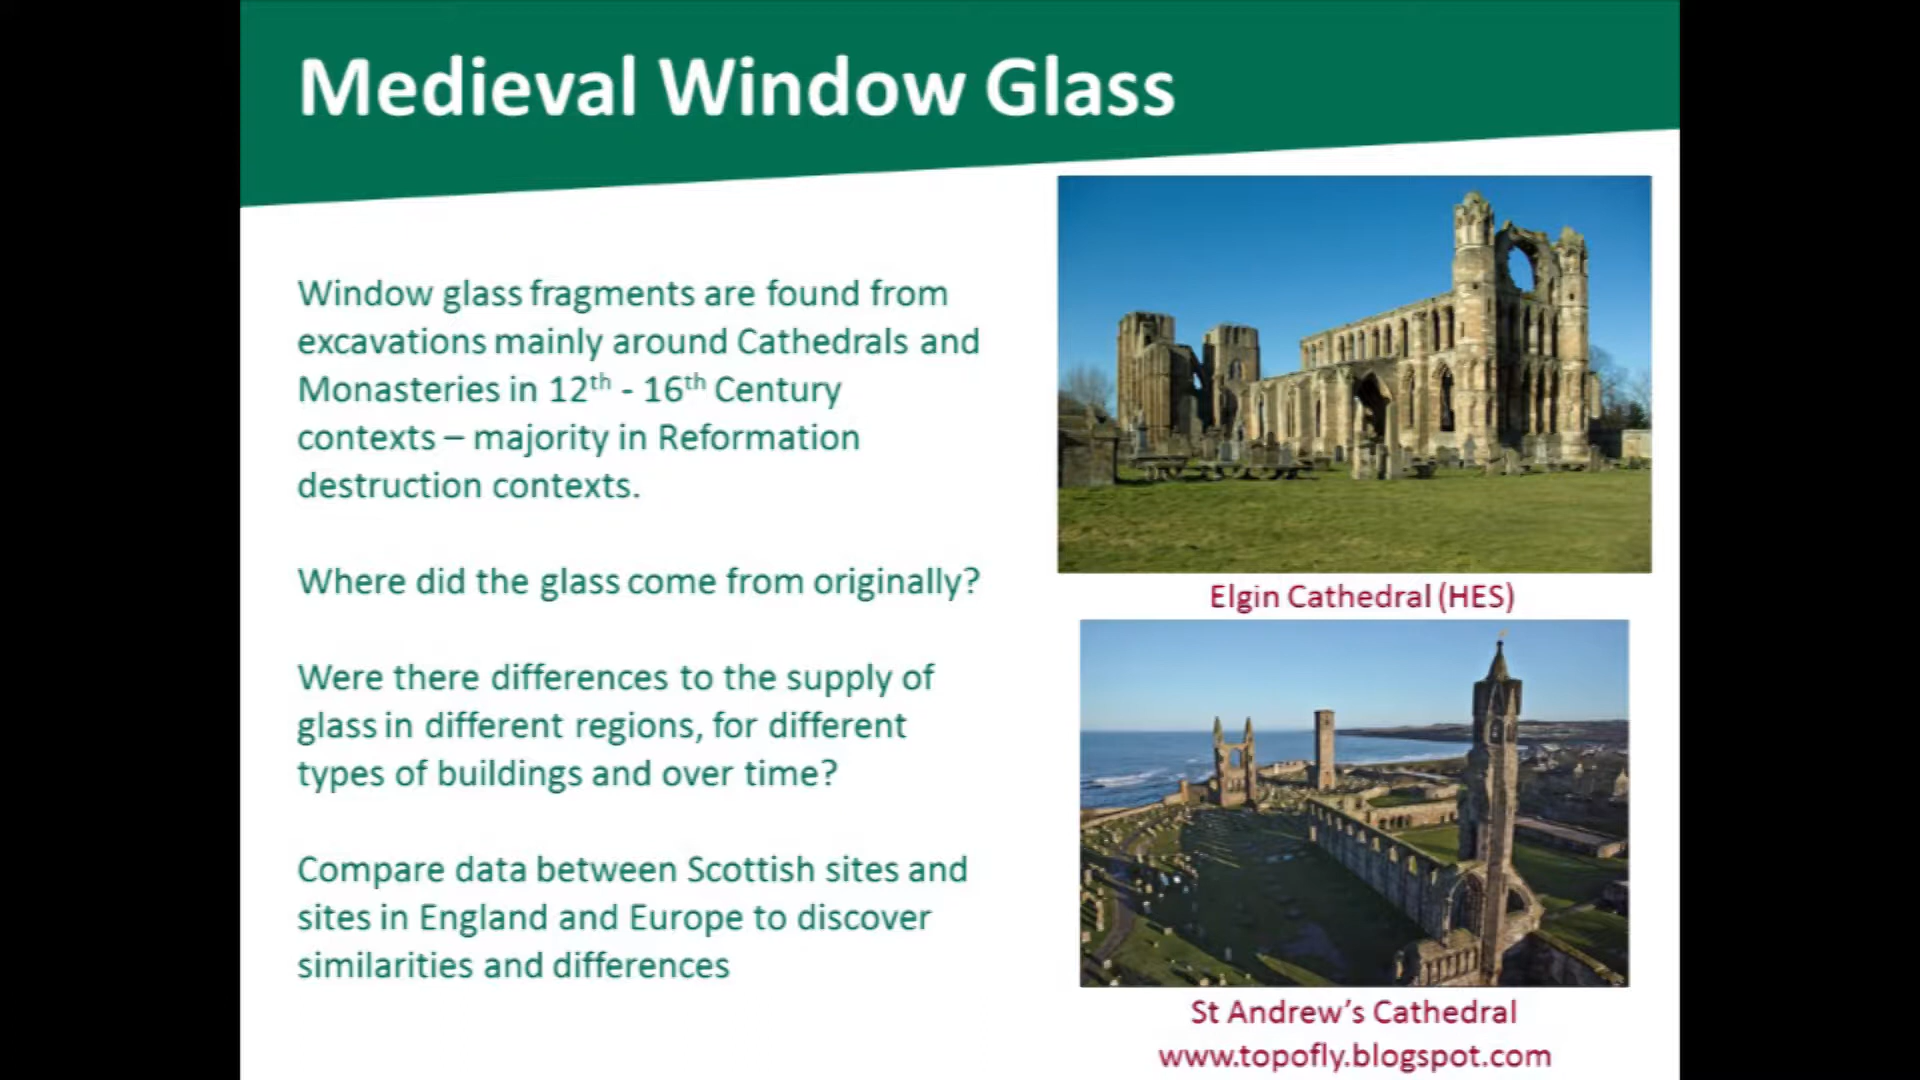 Medieval Window Glass
Window glass fragments are found from
excavations mainly around Cathedrals and
Monasteries in 12th - 16th Century
contexts – majority in Reformation
destruction contexts.
Where did the glass come from originally?
Were there differences to the supply of
glass in different regions, for different
types of buildings and over time?
Compare data between Scottish sites and
sites in England and Europe to discover
similarities and differences
Elgin Cathedral (HES)
St Andrew’s Cathedral
www.topofly.blogspot.com